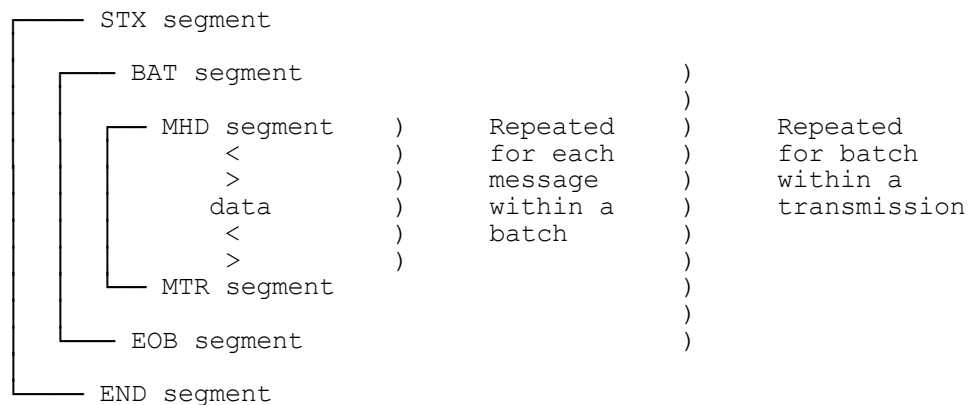 STX segment
BAT segment )
)
MHD segment ) Repeated ) Repeated
< ) for each ) for batch
> ) message ) within a
data ) within a ) transmission
< ) batch )
> ) )
MTR segment )
)
EOB segment )
END segment